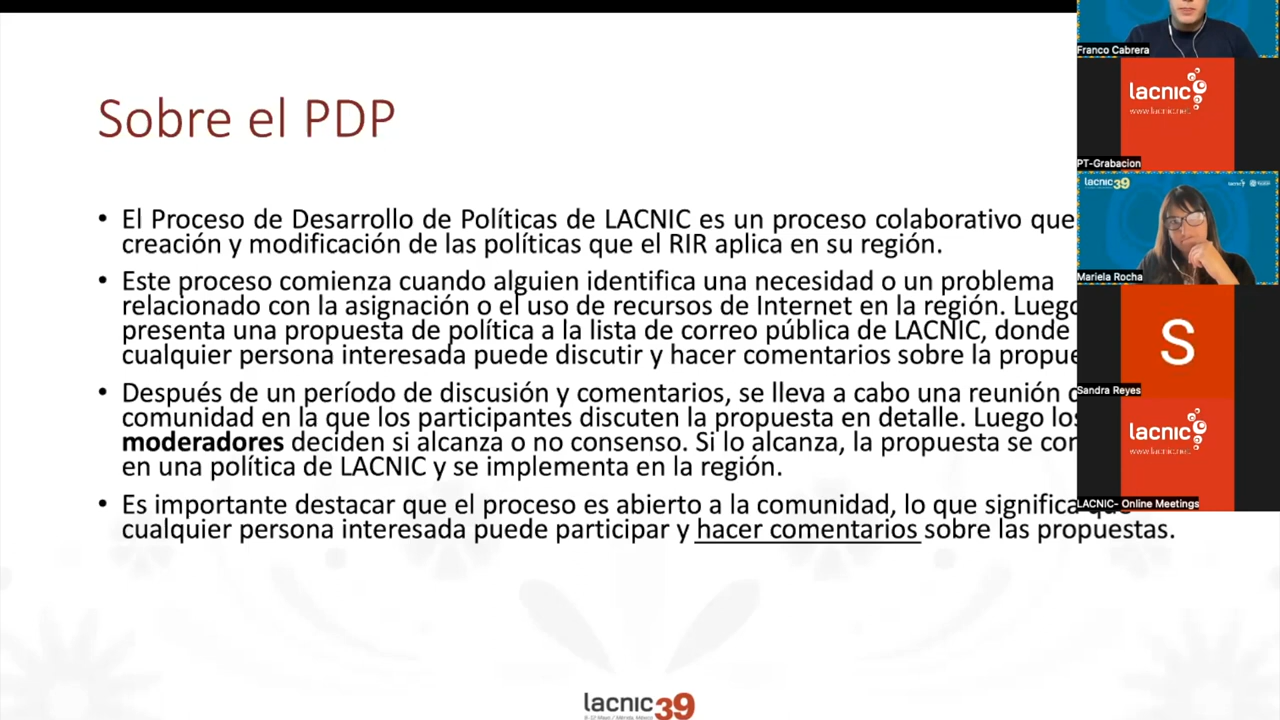 Sobre el PDP
• El Proceso de Desarrollo de Políticas de LACNIC es un proceso colaborativo que
creación y modificación de las políticas que el RIR aplica en su región.
• Este proceso comienza cuando alguien identifica una necesidad o un problema
relacionado con la asignación o el uso de recursos de Internet en la región.
presenta una propuesta de política a la lista de correo pública de LACNIC, donde
cualquier persona interesada puede discutir y hacer comentarios sobre la
• Después de un período de discusión y comentarios, se lleva a cabo una reunión
comunidad en la que los participantes discuten la propuesta en detalle. Luego
moderadores deciden si alcanza o no consenso. Si lo alcanza, la propuesta se
en una política de LACNIC y se implementa en la región.
• Es importante destacar que el proceso es abierto a la comunidad, lo que significa que
cualquier persona interesada puede participar y hacer comentarios sobre las propuestas.
lacnic39
Franco Cabrera
lacnic
www.lacnic.net
PT-Grabacion
lacnic39
Mariela Rocha
S
Sandra Reyes
lacnic
www.lacnic.net
LACNIC- Online Meetings